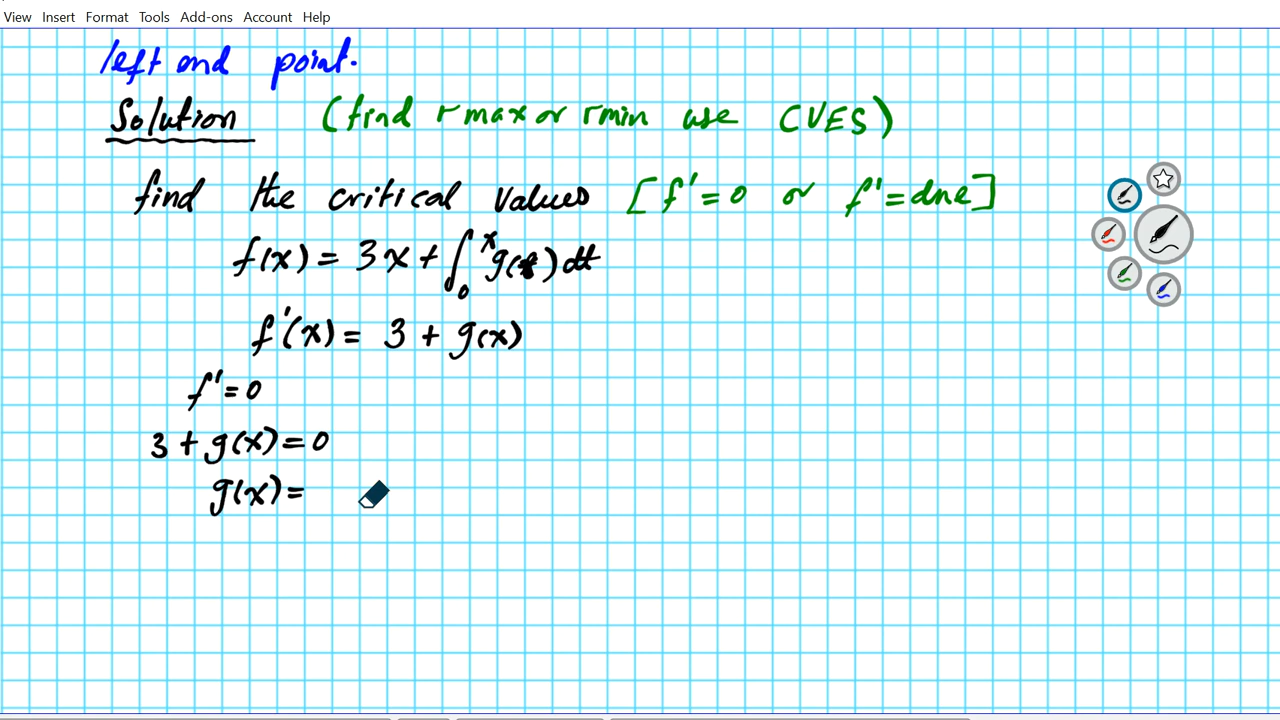 View Insert Format Tools Add-ons Account Help
left end point.
Solution (find rmax or rmin use CVES)
find the critical values [f' = 0 or f' = dne]
f(x) = 3x + ∫₀ˣ g(t) dt
f'(x) = 3 + g(x)
f' = 0
3 + g(x) = 0
g(x) =